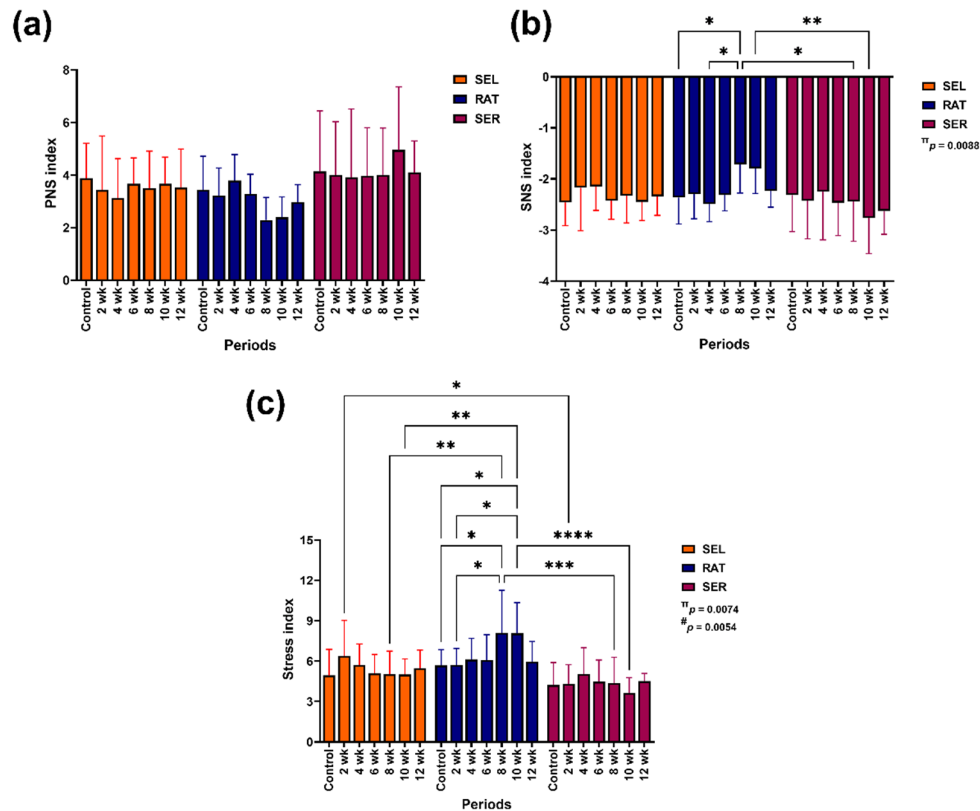 (a)
8
6
4
2
0
PNS index
Control
2 wk
4 wk
6 wk
8 wk
10 wk
12 wk
Control
2 wk
4 wk
6 wk
8 wk
10 wk
12 wk
Control
2 wk
4 wk
6 wk
8 wk
10 wk
12 wk
Periods
SEL
RAT
SER
(b)
* **
* *
0
-1
-2
-3
-4
SNS index
Control
2 wk
4 wk
6 wk
8 wk
10 wk
12 wk
Control
2 wk
4 wk
6 wk
8 wk
10 wk
12 wk
Control
2 wk
4 wk
6 wk
8 wk
10 wk
12 wk
Periods
SEL
RAT
SER
πp = 0.0088
(c)
*
**
**
*
*
* ****
* ***
15
12
9
6
3
0
Stress index
Control
2 wk
4 wk
6 wk
8 wk
10 wk
12 wk
Control
2 wk
4 wk
6 wk
8 wk
10 wk
12 wk
Control
2 wk
4 wk
6 wk
8 wk
10 wk
12 wk
Periods
SEL
RAT
SER
πp = 0.0074
#p = 0.0054